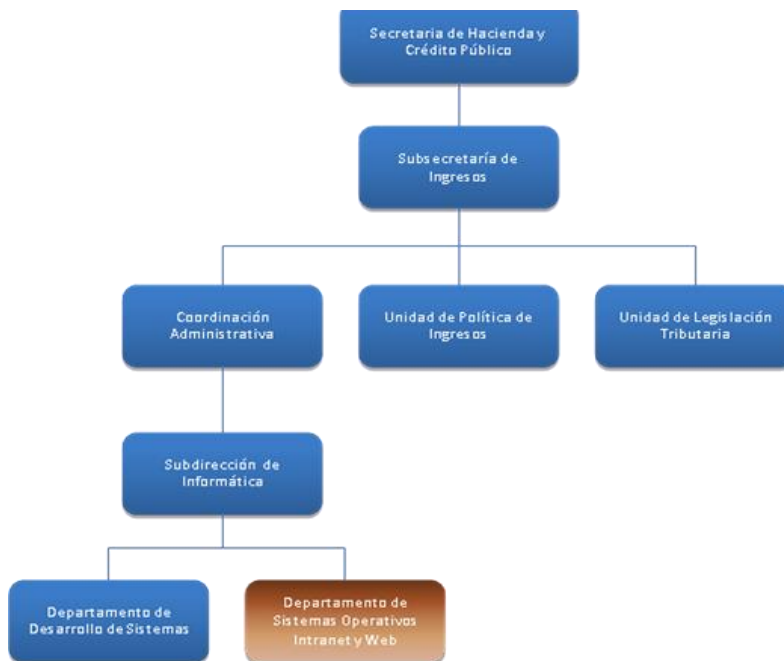 Secretaria de Hacienda y
Crédito Público
Subsecretaría de
Ingresos
Coordinación
Administrativa
Unidad de Política de
Ingresos
Unidad de Legislación
Tributaria
Subdirección de
Informática
Departamento de
Desarrollo de Sistemas
Departamento de
Sistemas Operativos
Intranet y Web